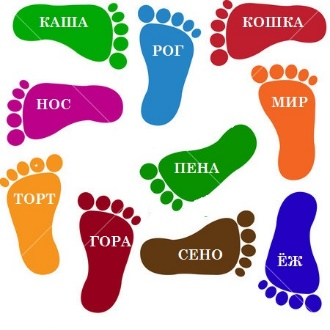 КАША
РОГ
КОШКА
НОС
МИР
ПЕНА
ТОРТ
ГОРА
СЕНО
ЁЖ